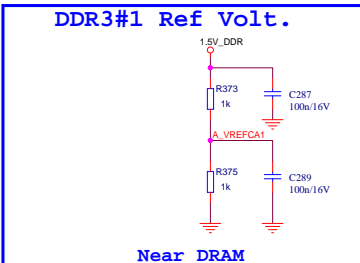 DDR3#1 Ref Volt.
1.5V_DDR
R373
1k
C287
100n/16V
A_VREFCA1
R375
1k
C289
100n/16V
Near DRAM